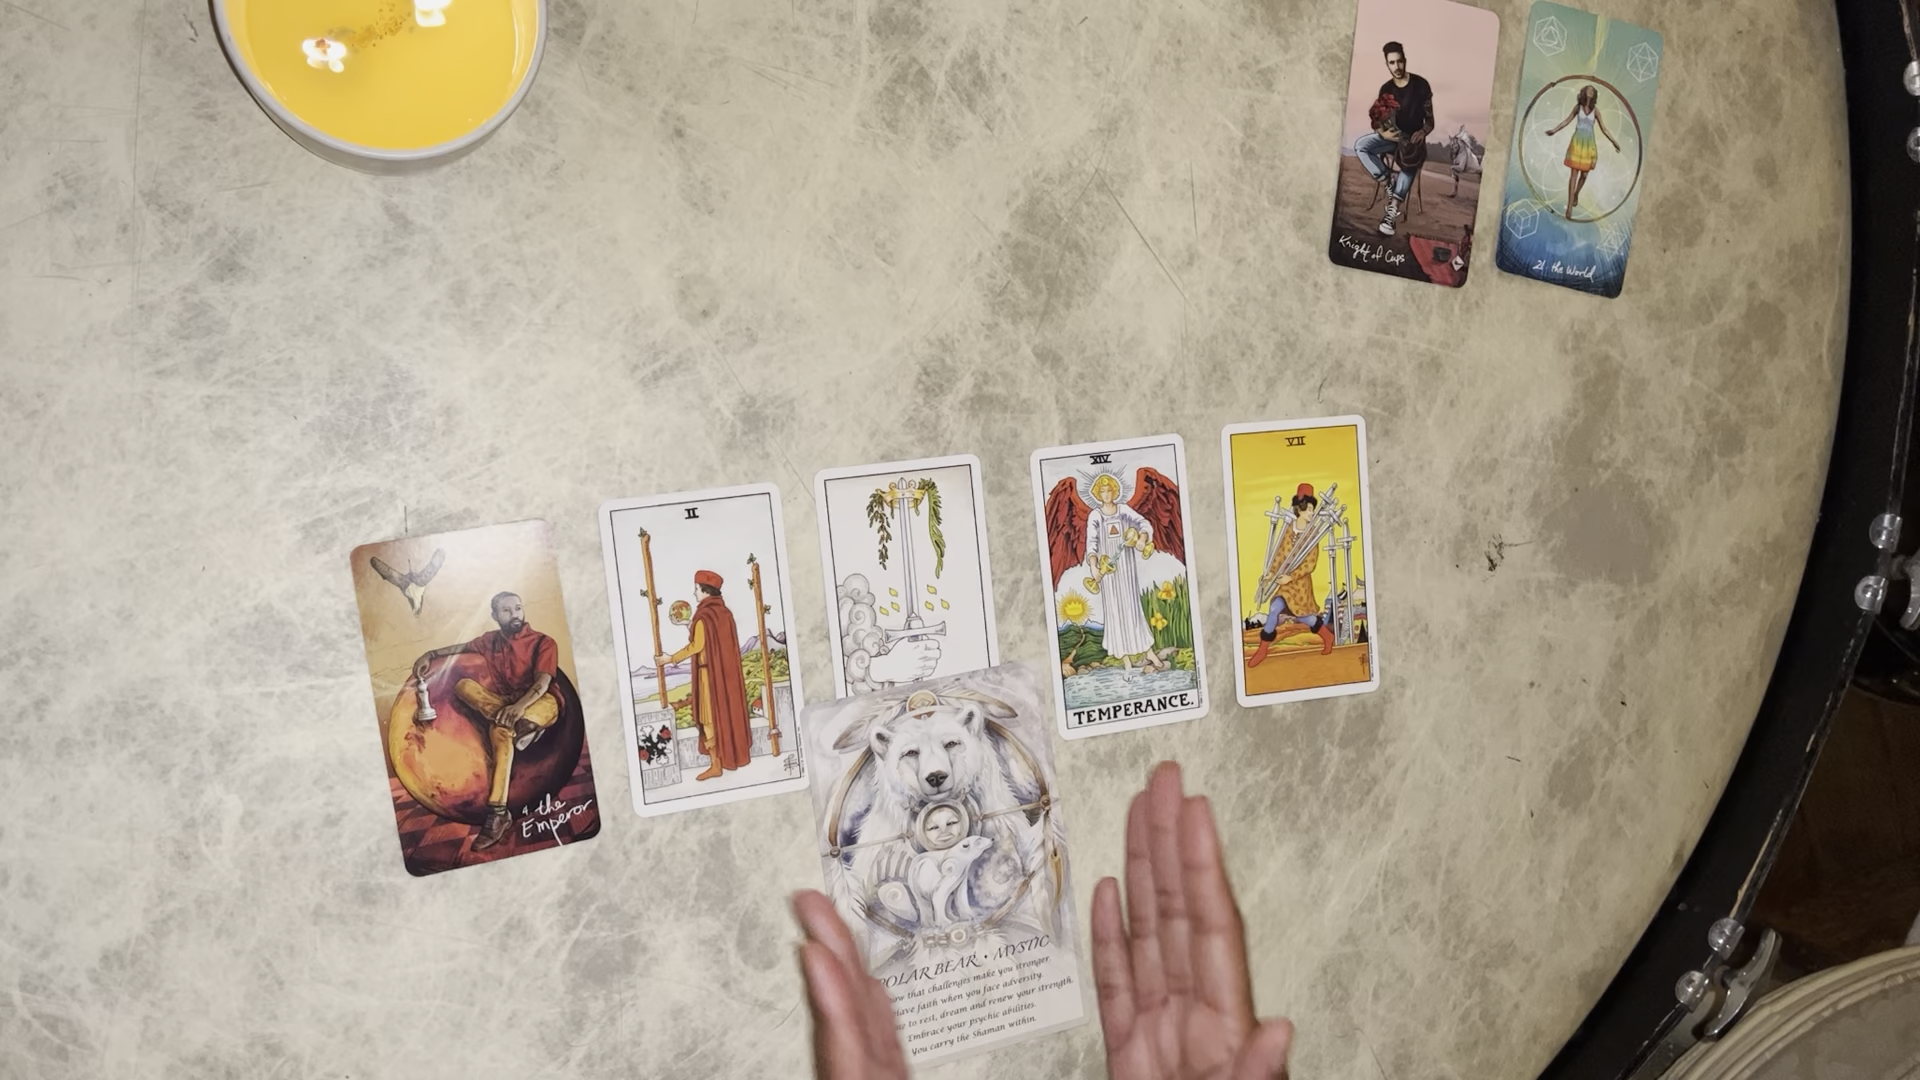 Knight of Cups
21. the World
II
XIV
TEMPERANCE.
VII
4. the
Emperor
POLAR BEAR • MYSTIC
that challenges make you stronger.
Have faith when you face adversity.
to rest, dream and renew your strength.
Embrace your psychic abilities.
You carry the Shaman within.